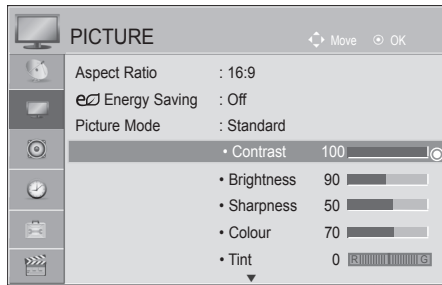 PICTURE Move OK
Aspect Ratio : 16:9
eco Energy Saving : Off
Picture Mode : Standard
• Contrast 100
• Brightness 90
• Sharpness 50
• Colour 70
• Tint 0 R G